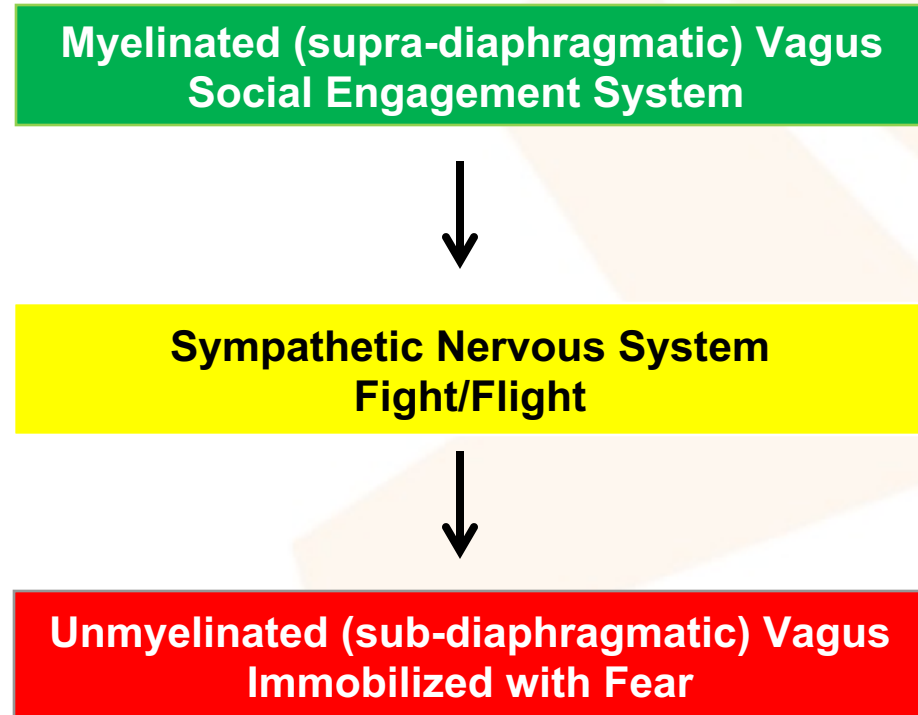 Myelinated (supra-diaphragmatic) Vagus
Social Engagement System
Sympathetic Nervous System
Fight/Flight
Unmyelinated (sub-diaphragmatic) Vagus
Immobilized with Fear